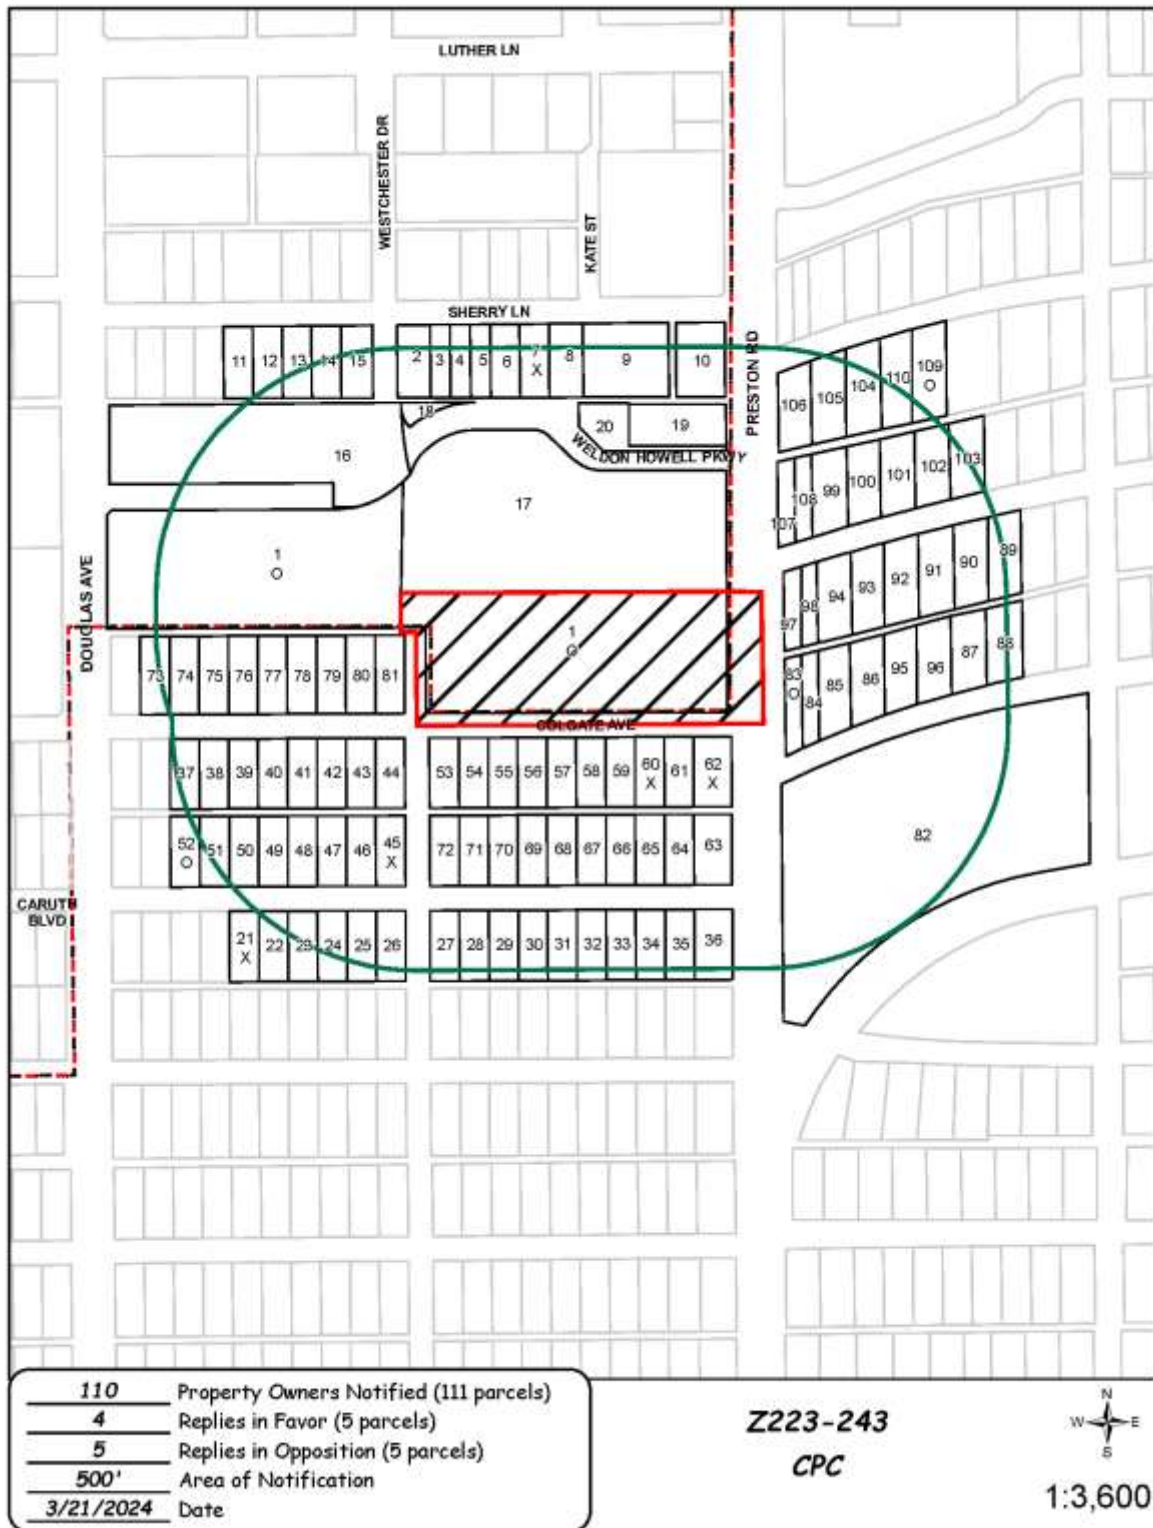 LUTHER LN
WESTCHESTER DR
KATE ST
SHERRY LN
PRESTON RD
11 12 13 14 15 2 3 4 5 6 7 8 9 10
X
106 105 104 110 109
O
18 20 19
WELDON HOWELL PKWY
16
17
107 108 99 100 101 102 103
1
O
DOUGLAS AVE
97 98 94 93 92 91 90 89
1
O
73 74 75 76 77 78 79 80 81
83 84 85 86 95 96 87 88
O
COLGATE AVE
37 38 39 40 41 42 43 44 53 54 55 56 57 58 59 60 61 62
X X
82
52 51 50 49 48 47 46 45 72 71 70 69 68 67 66 65 64 63
O X
CARUTH
BLVD
21 22 23 24 25 26 27 28 29 30 31 32 33 34 35 36
X
110 Property Owners Notified (111 parcels)
4 Replies in Favor (5 parcels)
5 Replies in Opposition (5 parcels)
500' Area of Notification
3/21/2024 Date
Z223-243
CPC
N
W E
S
1:3,600